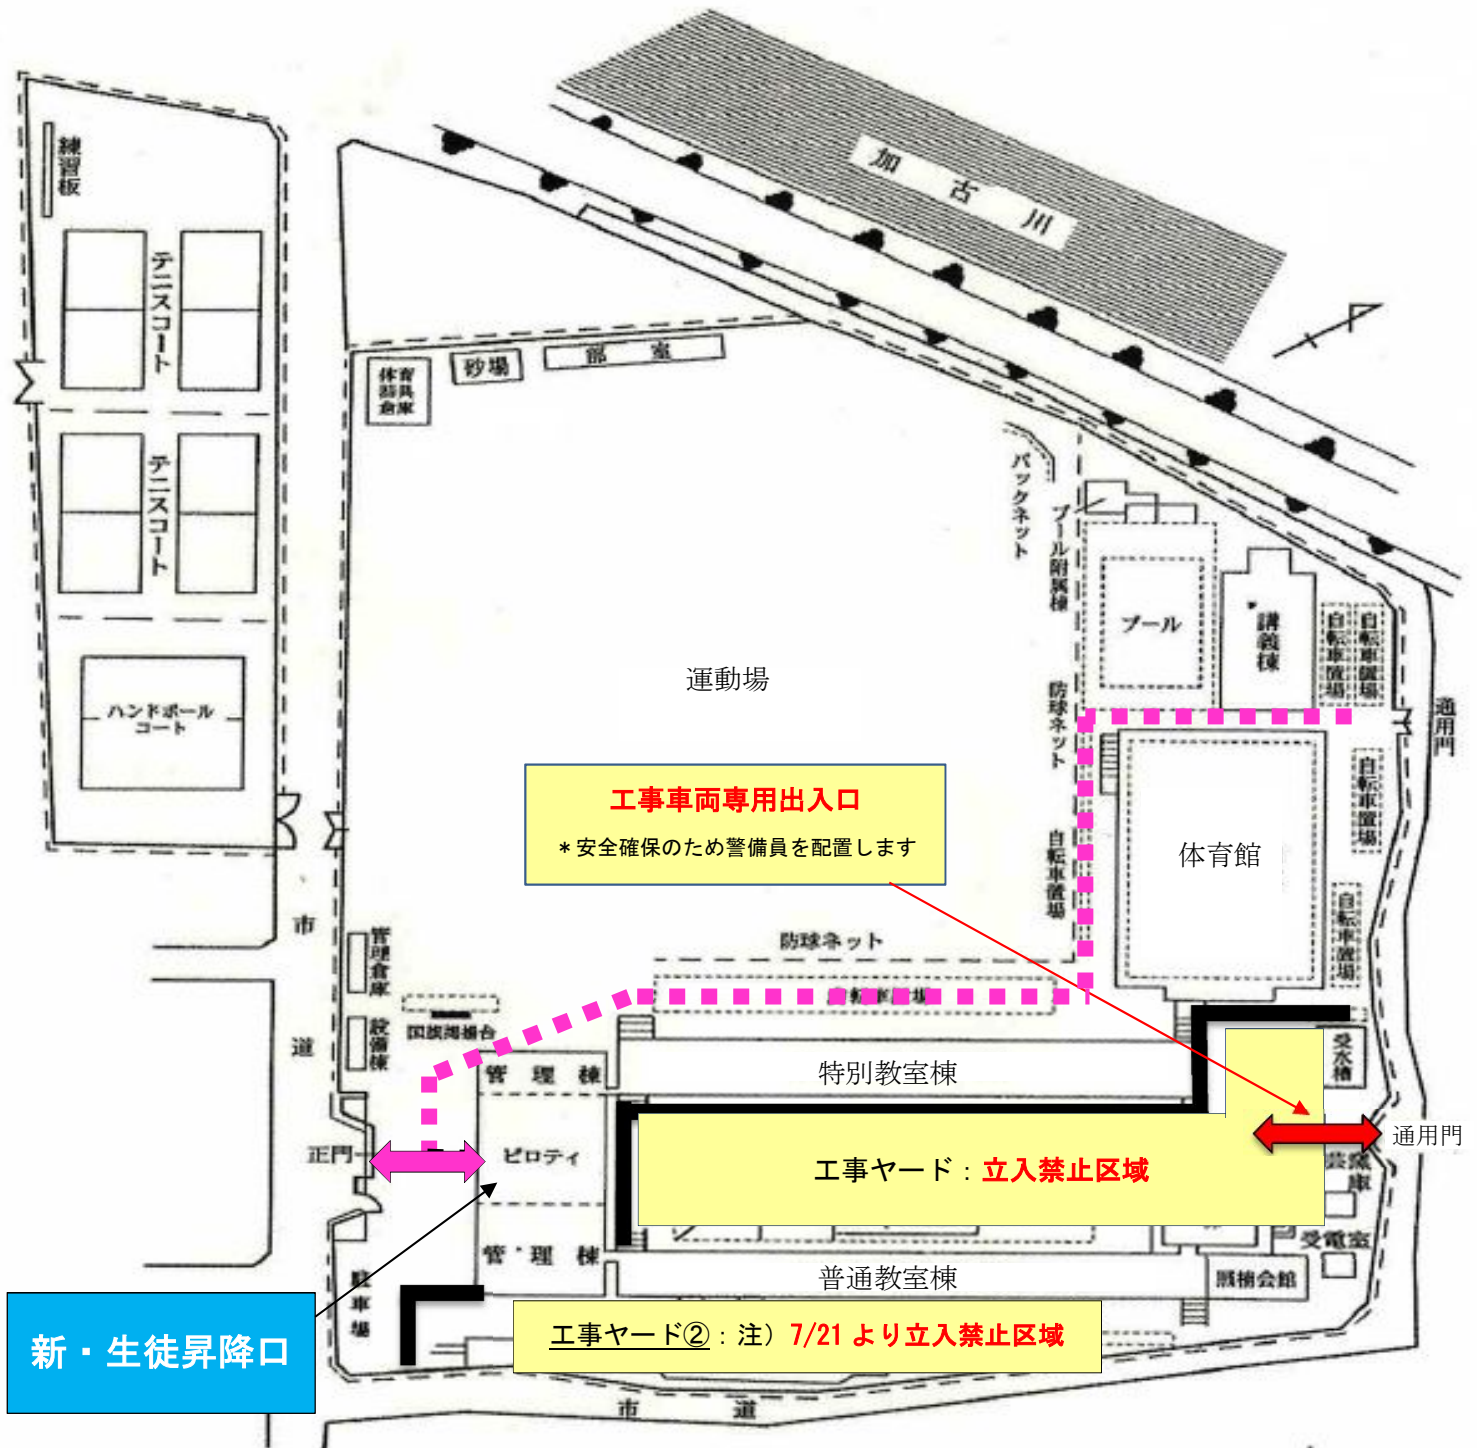 加古川
練習板
テニスコート
体育
器具
倉庫
砂場
部室
バックネット
テニスコート
プール附属棟
プール
講義棟
自転車置場
自転車置場
ハンドボール
コート
運動場
防球ネット
通用門
自転車置場
工事車両専用出入口
*安全確保のため警備員を配置します
自転車置場
体育館
自転車置場
市道
管理倉庫
防球ネット
設備棟
国旗掲揚台
管理棟
特別教室棟
受水槽
正門
ピロティ
工事ヤード：立入禁止区域
通用門
管理棟
受電室
普通教室棟
会館
駐車場
新・生徒昇降口
工事ヤード②：注）7/21より立入禁止区域
市道